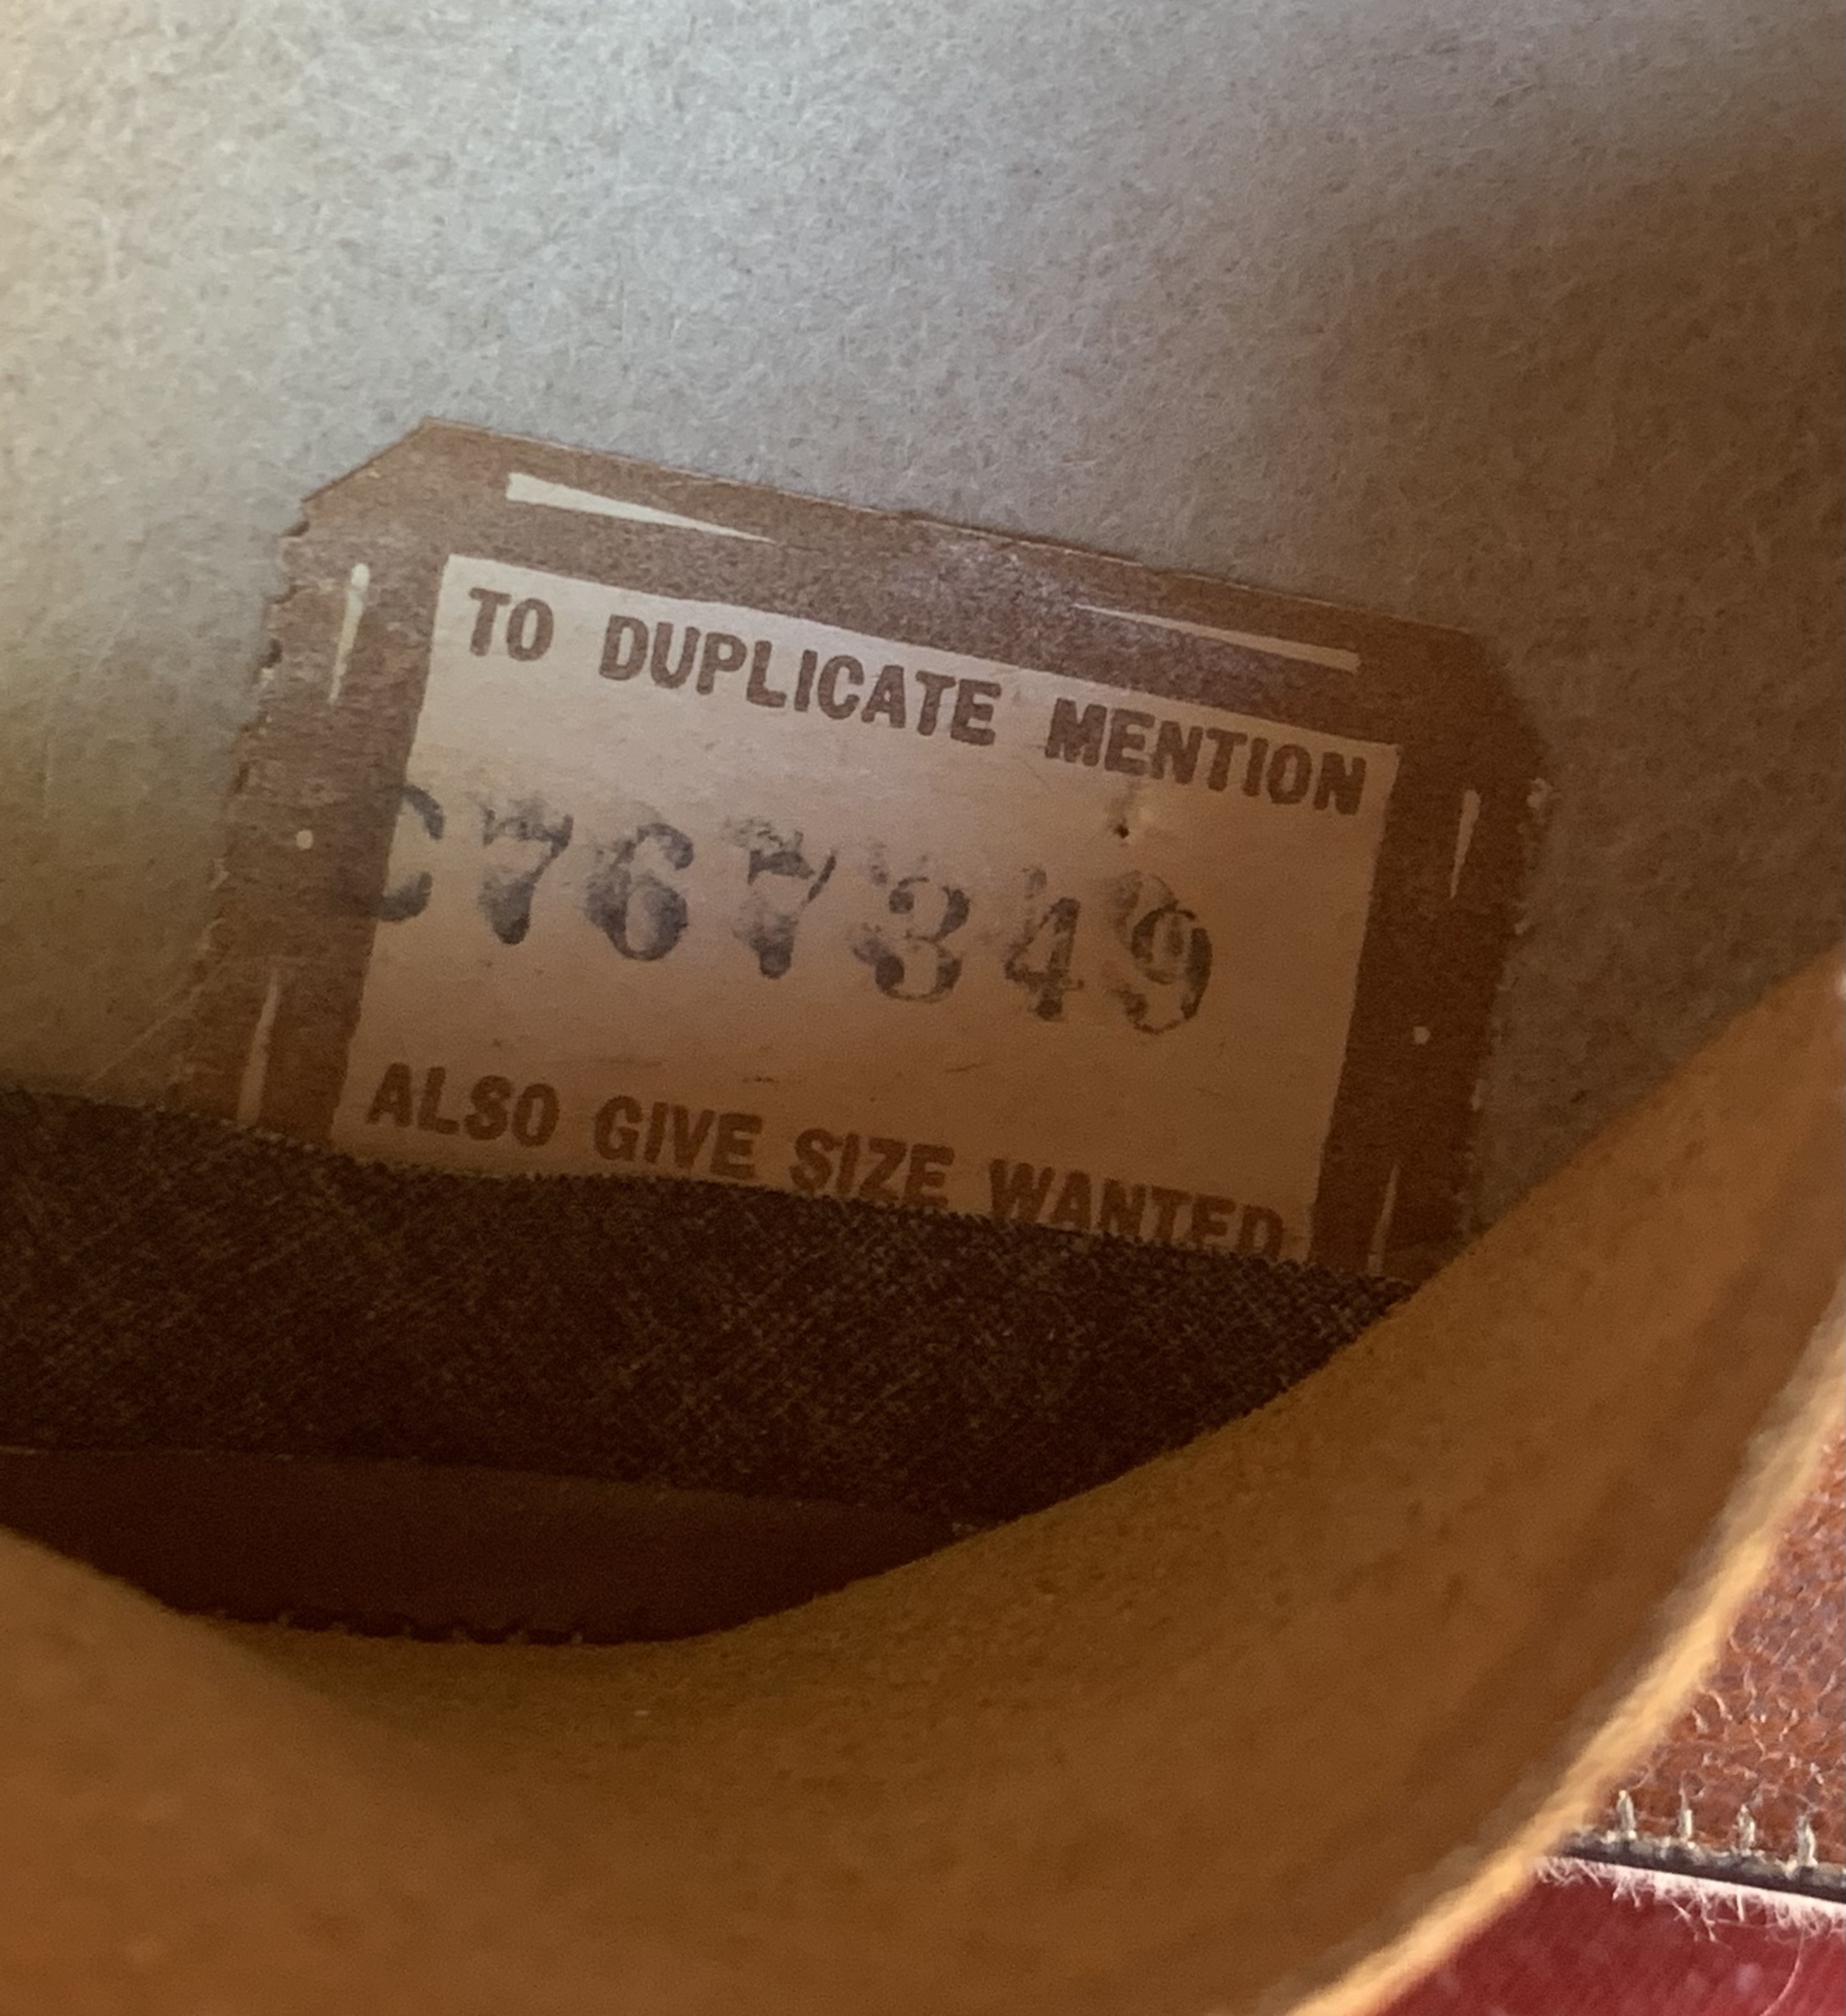 TO DUPLICATE MENTION
C767349
ALSO GIVE SIZE WANTED